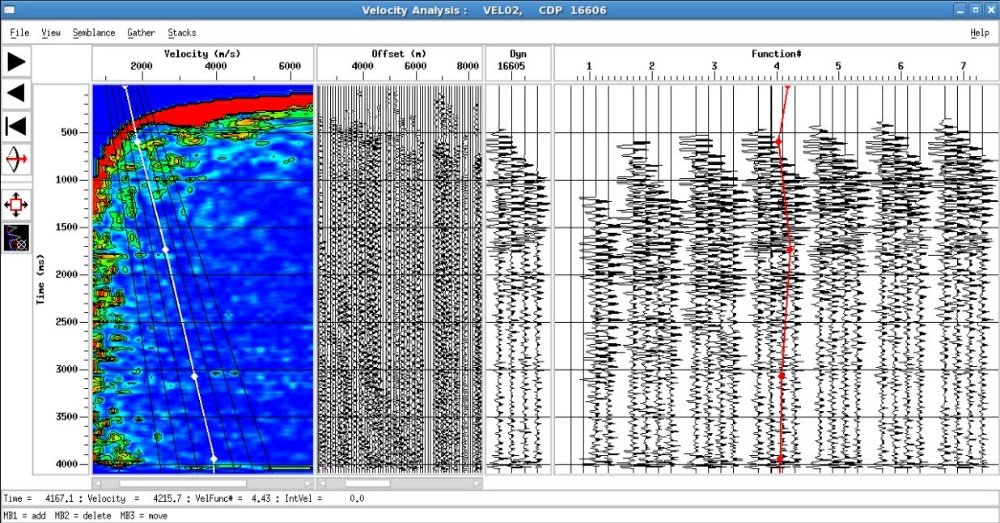 Velocity Analysis : VEL02, CDP 16606
File View Semblance Gather Stacks Help
Velocity (m/s) Offset (m) Dyn Function#
2000 4000 6000 4000 6000 8000 16605 1 2 3 4 5 6 7
500
1000
1500
2000
2500
3000
3500
4000
Time (ms)
Time = 4167.1 : Velocity = 4215.7 : VelFunc# = 4.43 : IntVel = 0.0
MB1 = add MB2 = delete MB3 = move